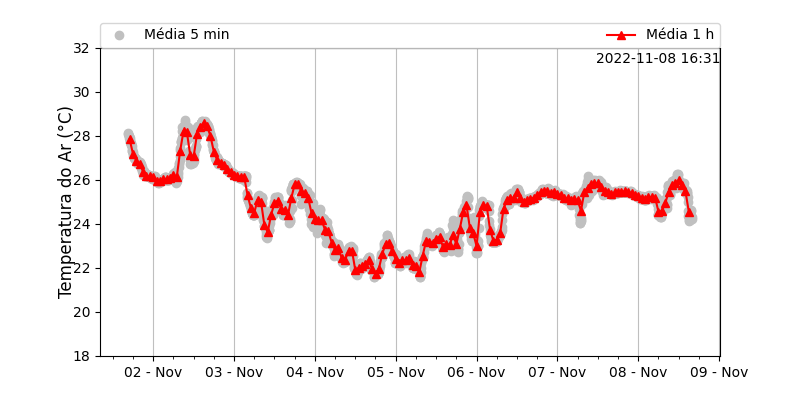 Média 5 min
Média 1 h
2022-11-08 16:31
Temperatura do Ar (°C)
32
30
28
26
24
22
20
18
02 - Nov
03 - Nov
04 - Nov
05 - Nov
06 - Nov
07 - Nov
08 - Nov
09 - Nov